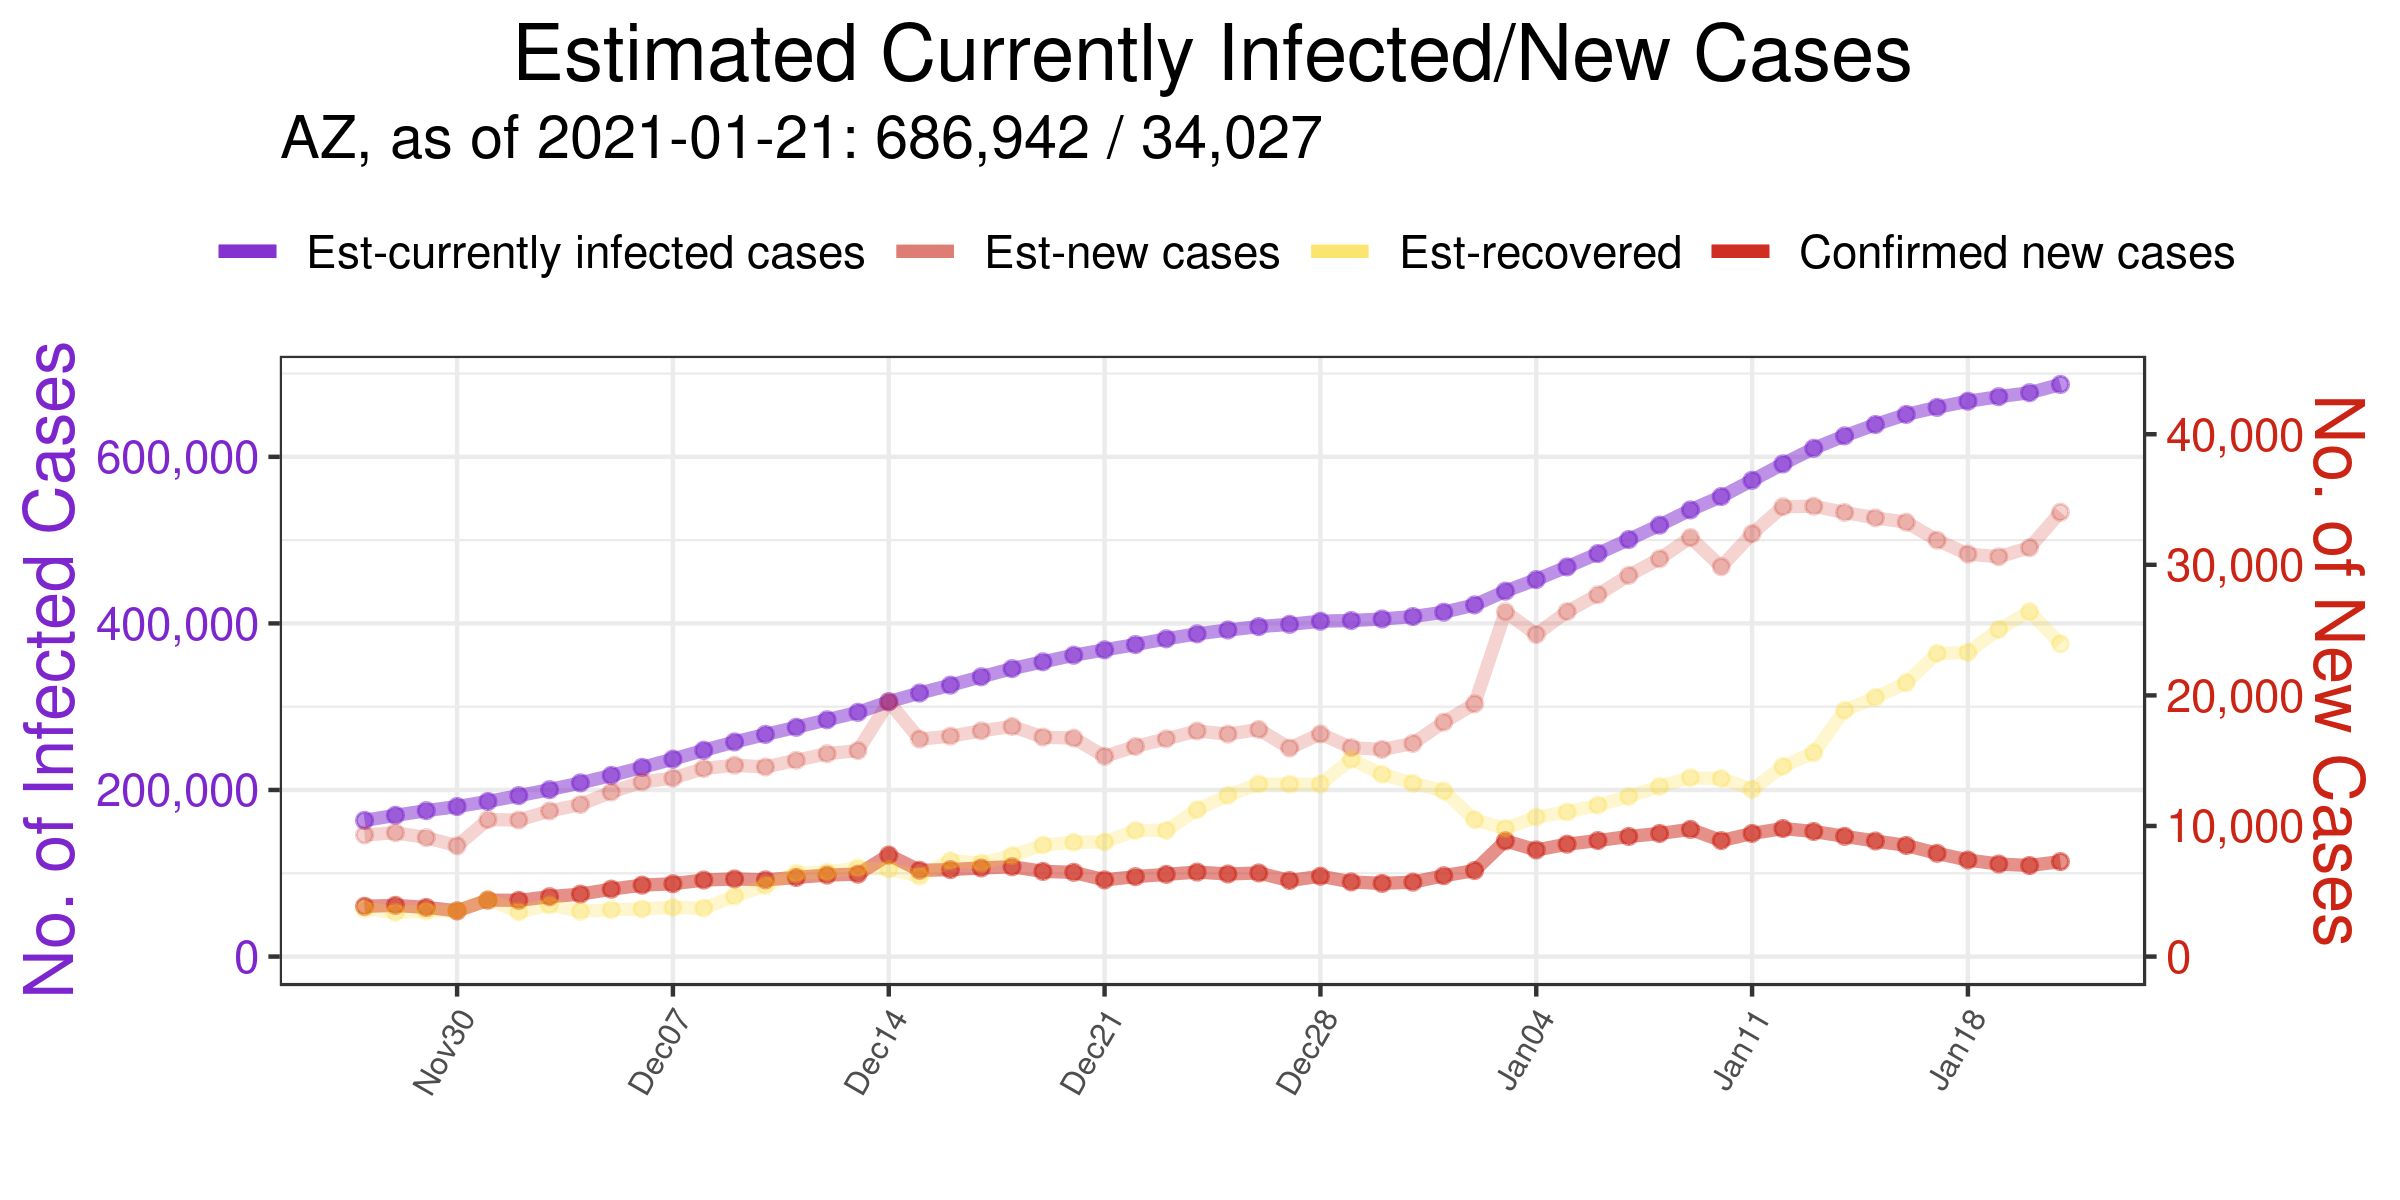 Estimated Currently Infected/New Cases
AZ, as of 2021-01-21: 686,942 / 34,027
Est-currently infected cases Est-new cases Est-recovered Confirmed new cases
No. of Infected Cases
600,000
400,000
200,000
0
40,000
30,000
20,000
10,000
0
No. of New Cases
Nov30 Dec07 Dec14 Dec21 Dec28 Jan04 Jan11 Jan18